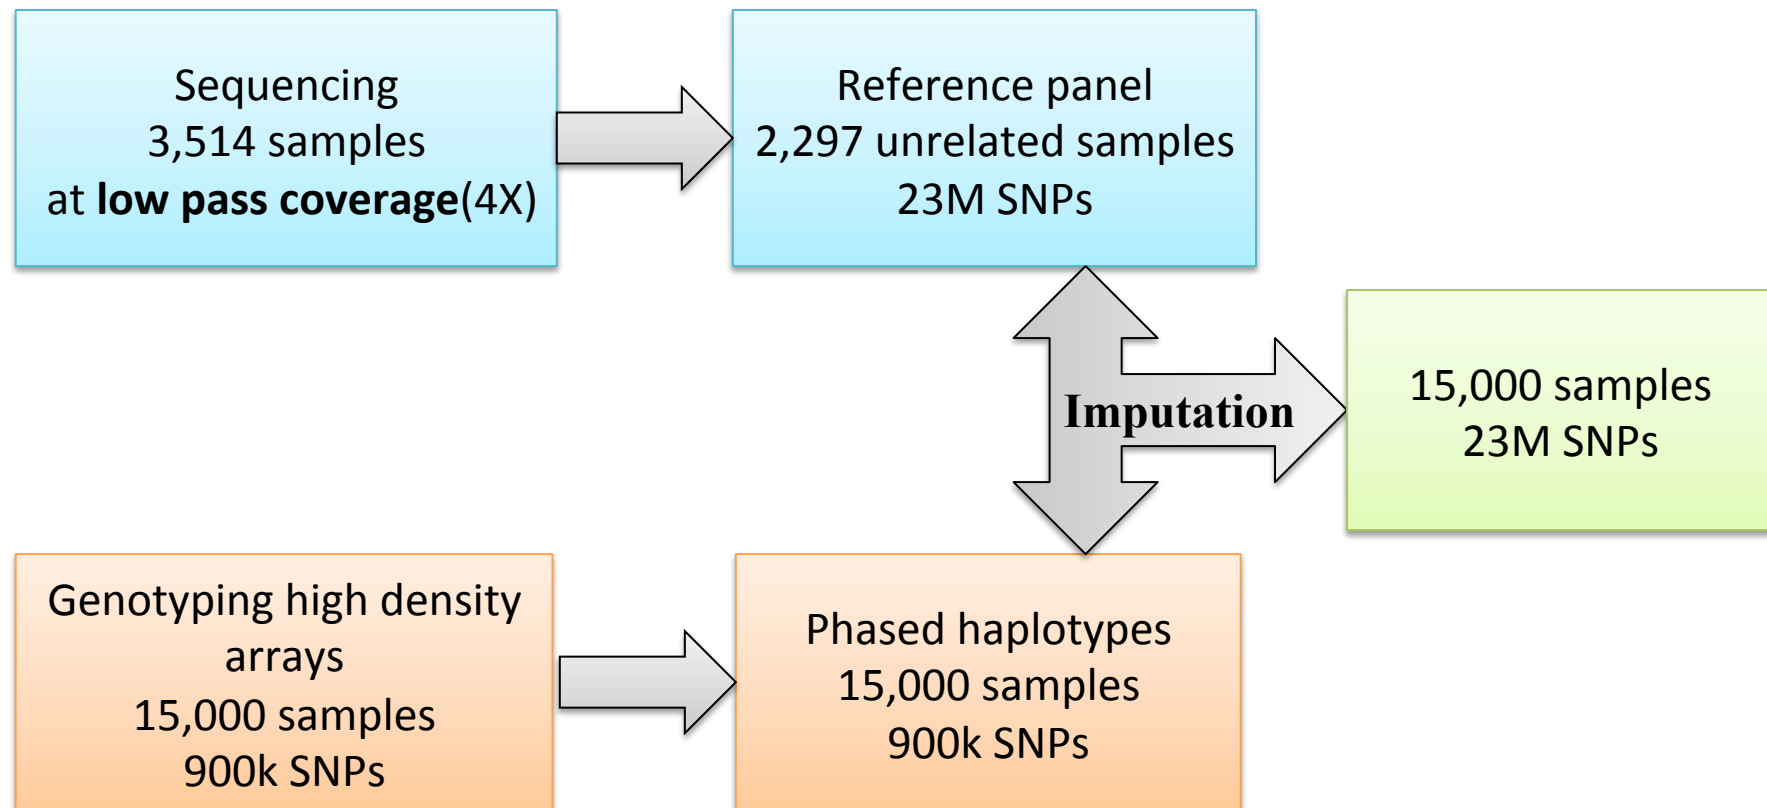 Sequencing
3,514 samples
at low pass coverage(4X)
Reference panel
2,297 unrelated samples
23M SNPs
Imputation
15,000 samples
23M SNPs
Genotyping high density
arrays
15,000 samples
900k SNPs
Phased haplotypes
15,000 samples
900k SNPs